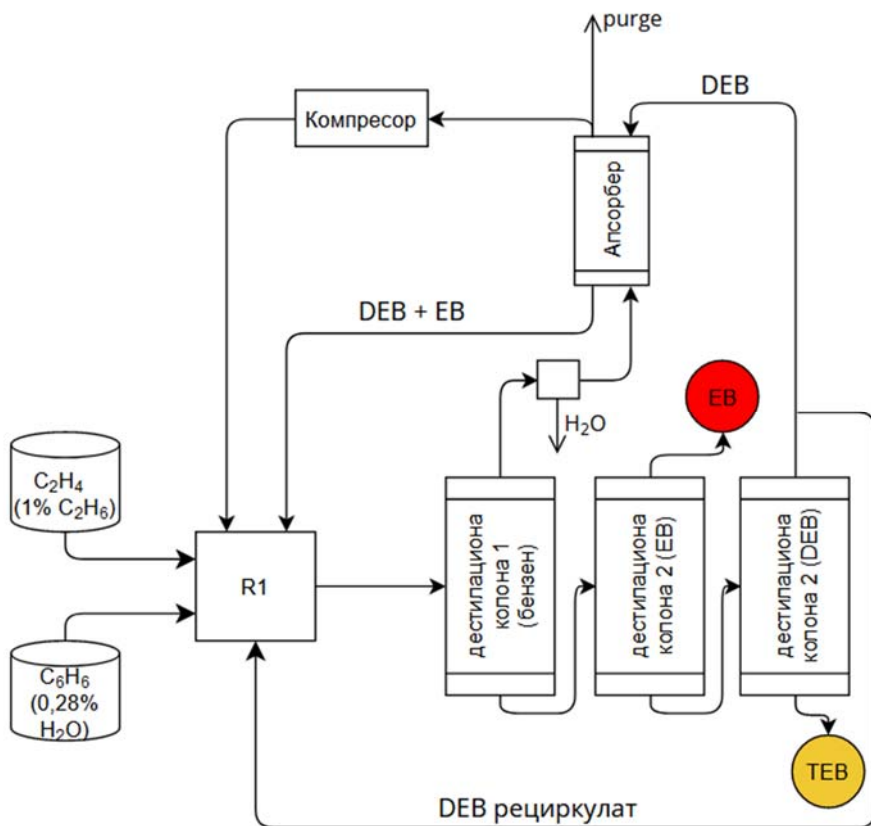 purge
DEB
Компресор
Апсорбер
DEB + EB
EB
H₂O
C₂H₄
(1% C₂H₆)
R1
дестилациона
колона 1
(бензен)
дестилациона
колона 2 (EB)
дестилациона
колона 2 (DEB)
C₆H₆
(0,28%
H₂O)
TEB
DEB рециркулат